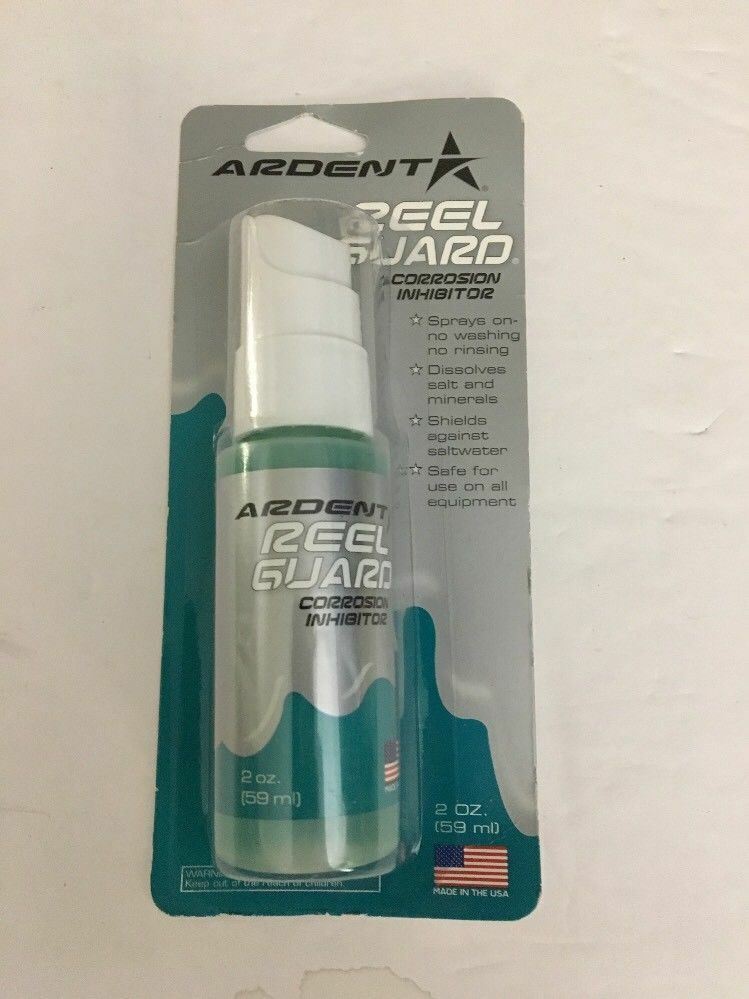 ARDENT
®
REEL
GUARD®
CORROSION
INHIBITOR
Sprays on-
no washing
no rinsing
Dissolves
salt and
minerals
Shields
against
saltwater
Safe for
use on all
equipment
ARDENT
REEL
GUARD
CORROSION
INHIBITOR
2 oz.
(59 ml)
2 OZ.
(59 ml)
MADE IN THE USA
Keep out of the reach of children.